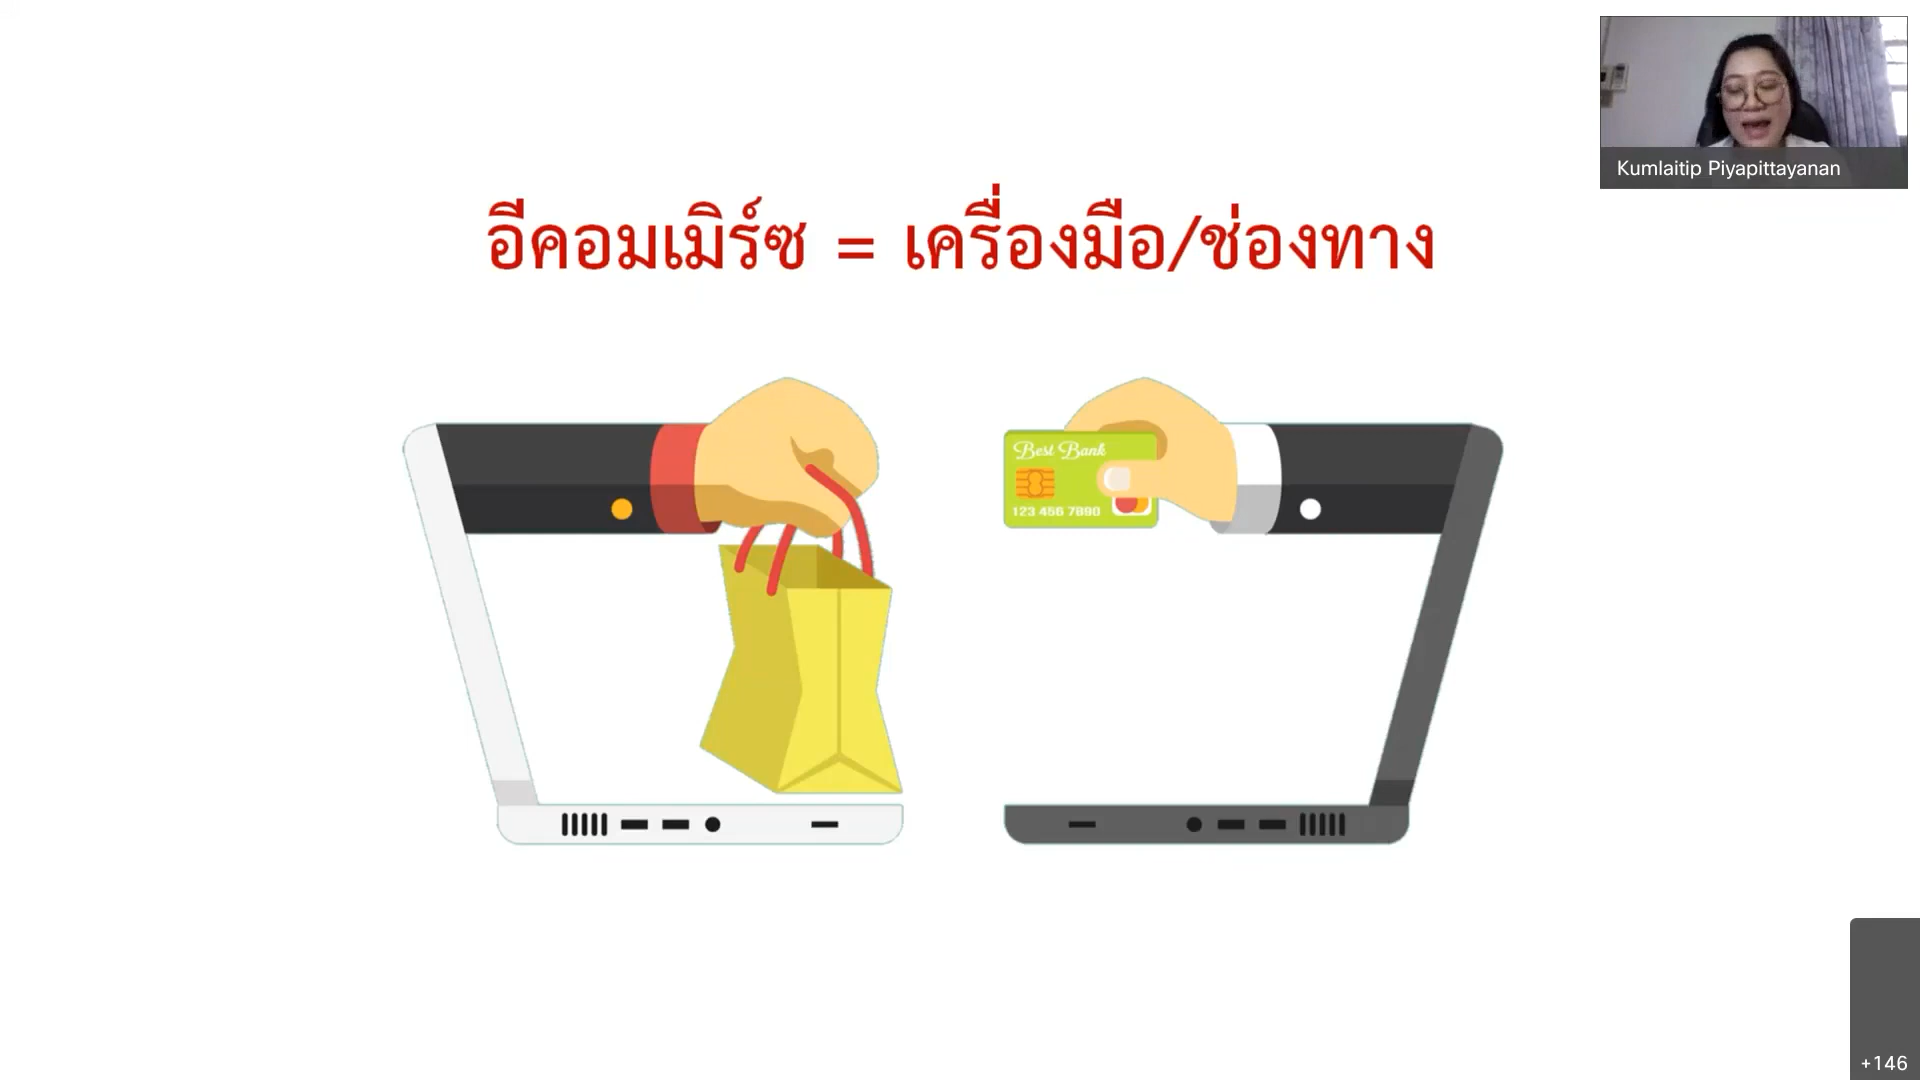 Kumlaitip Piyapittayanan
อีคอมเมิร์ซ = เครื่องมือ/ช่องทาง
Best Bank
123 456 7890
+146